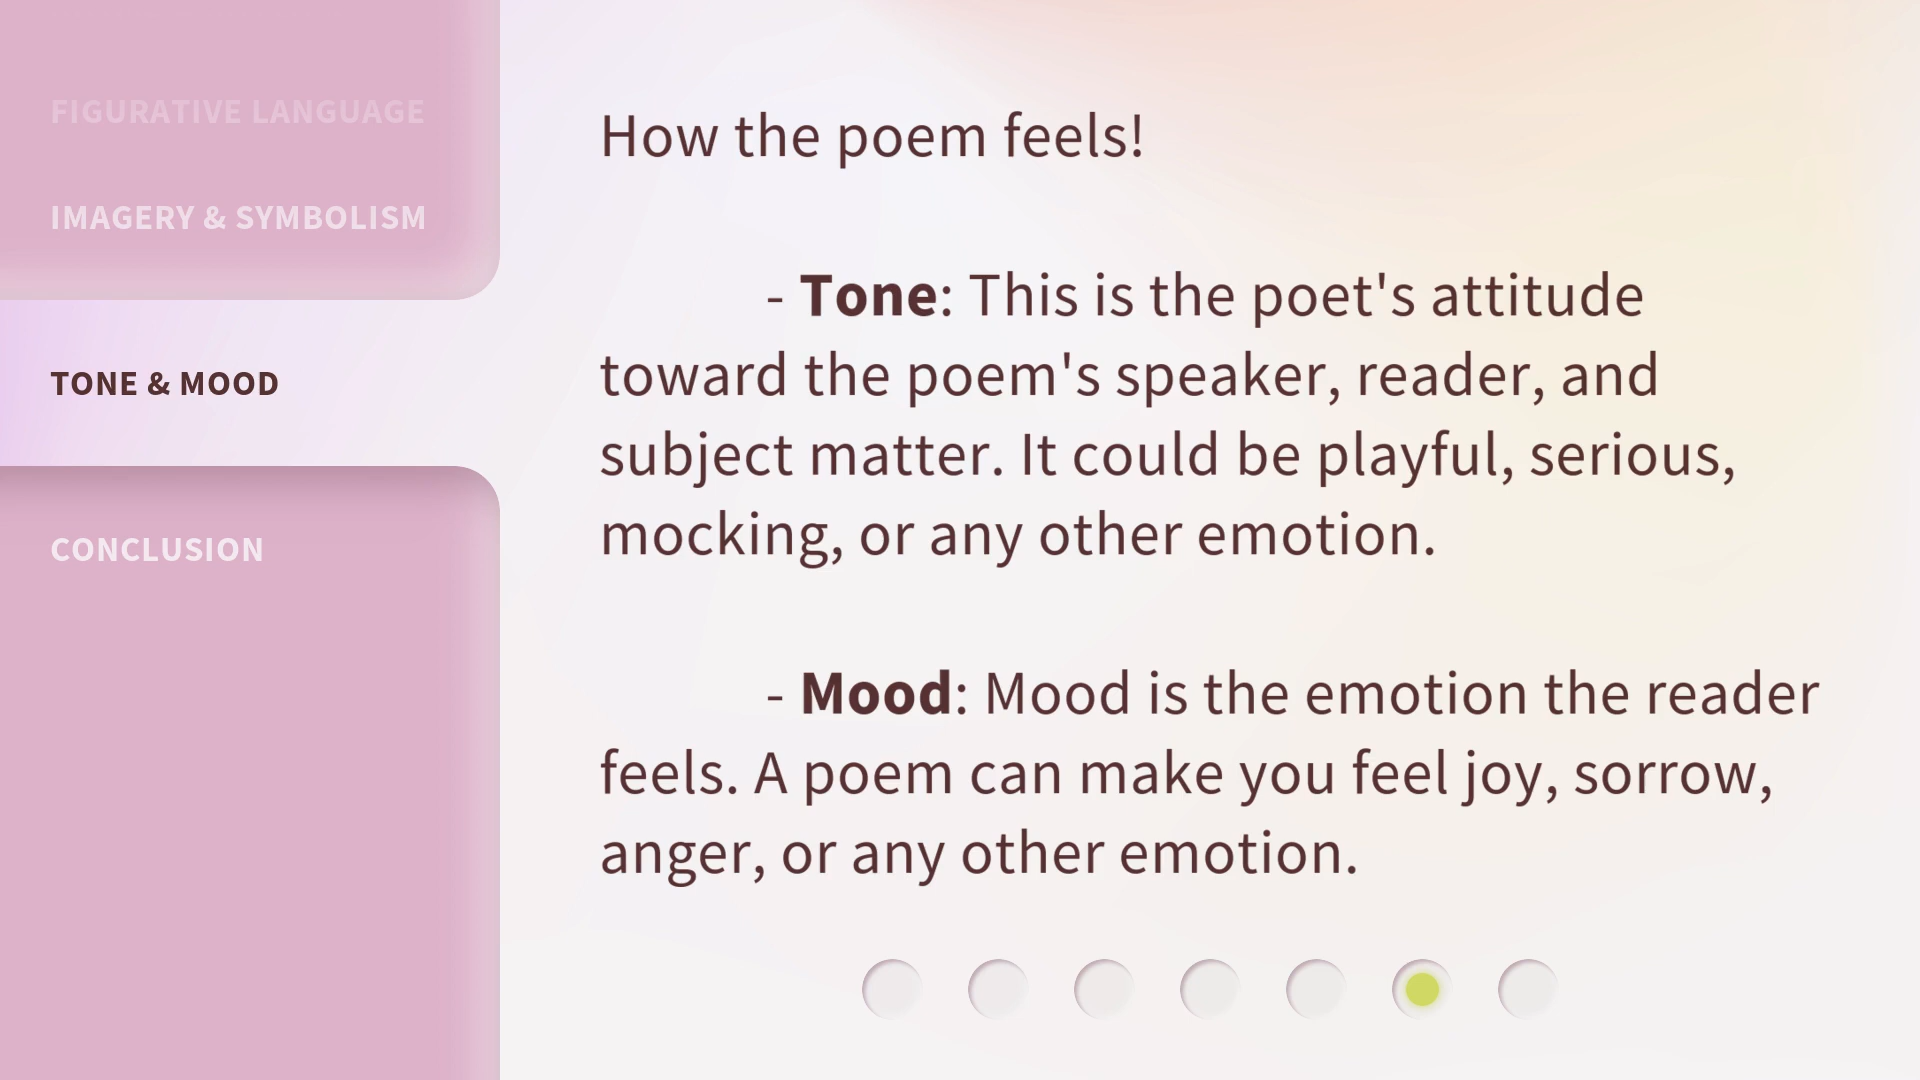 FIGURATIVE LANGUAGE
IMAGERY & SYMBOLISM
TONE & MOOD
CONCLUSION
How the poem feels!
- Tone: This is the poet's attitude
toward the poem's speaker, reader, and
subject matter. It could be playful, serious,
mocking, or any other emotion.
- Mood: Mood is the emotion the reader
feels. A poem can make you feel joy, sorrow,
anger, or any other emotion.